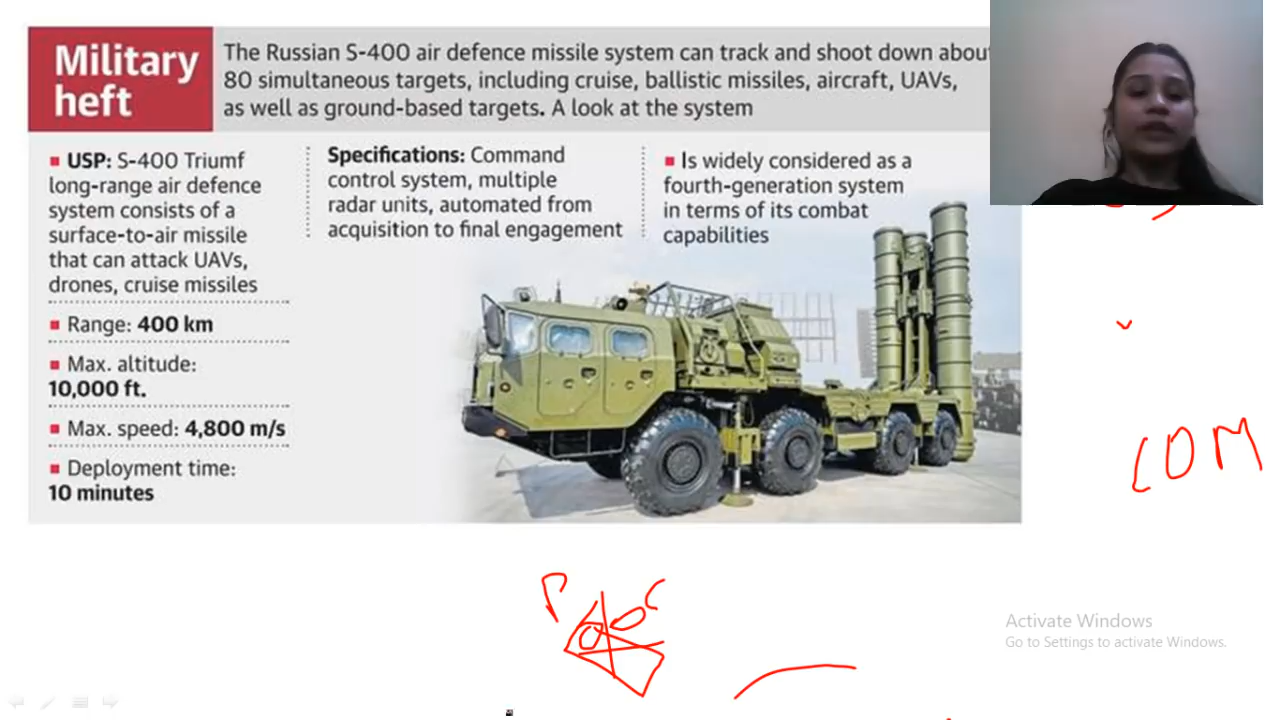 Military
heft
The Russian S-400 air defence missile system can track and shoot down about
80 simultaneous targets, including cruise, ballistic missiles, aircraft, UAVs,
as well as ground-based targets. A look at the system
▪ USP: S-400 Triumf
long-range air defence
system consists of a
surface-to-air missile
that can attack UAVs,
drones, cruise missiles
▪ Range: 400 km
▪ Max. altitude:
10,000 ft.
▪ Max. speed: 4,800 m/s
▪ Deployment time:
10 minutes
Specifications: Command
control system, multiple
radar units, automated from
acquisition to final engagement
▪ Is widely considered as a
fourth-generation system
in terms of its combat
capabilities
Activate Windows
Go to Settings to activate Windows.